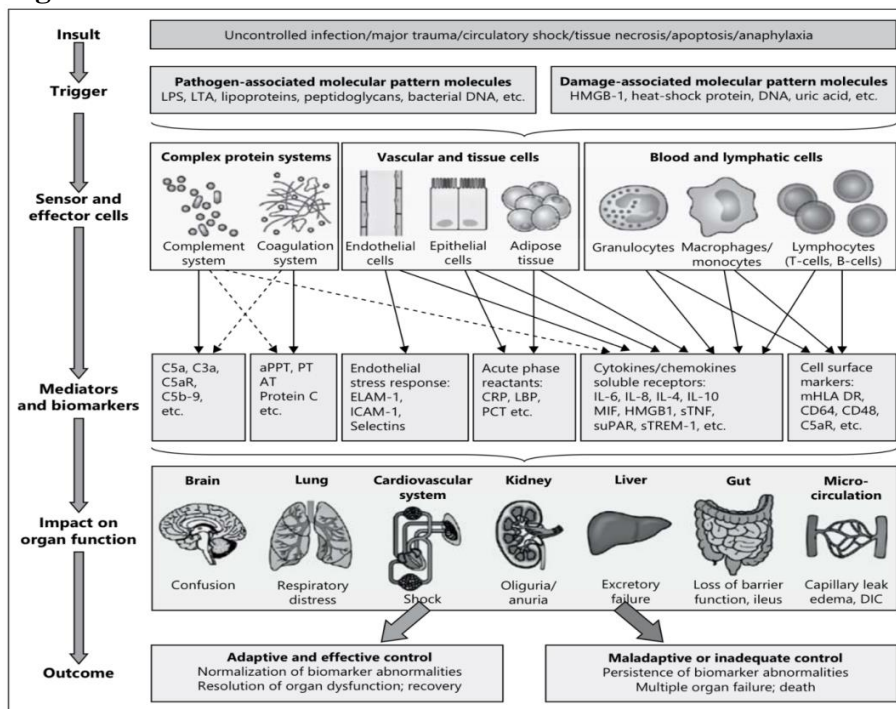 Insult
Uncontrolled infection/major trauma/circulatory shock/tissue necrosis/apoptosis/anaphylaxia
Trigger
Pathogen-associated molecular pattern molecules
LPS, LTA, lipoproteins, peptidoglycans, bacterial DNA, etc.
Damage-associated molecular pattern molecules
HMGB-1, heat-shock protein, DNA, uric acid, etc.
Sensor and
effector cells
Complex protein systems
Complement
system
Coagulation
system
Vascular and tissue cells
Endothelial
cells
Epithelial
cells
Adipose
tissue
Blood and lymphatic cells
Granulocytes
Macrophages/
monocytes
Lymphocytes
(T-cells, B-cells)
Mediators
and biomarkers
C5a, C3a,
C5aR,
C5b-9,
etc.
aPPT, PT
AT
Protein C
etc.
Endothelial
stress response:
ELAM-1,
ICAM-1,
Selectins
Acute phase
reactants:
CRP, LBP,
PCT etc.
Cytokines/chemokines
soluble receptors:
IL-6, IL-8, IL-4, IL-10
MIF, HMGB1, sTNF,
suPAR, sTREM-1, etc.
Cell surface
markers:
mHLA DR,
CD64, CD48,
C5aR, etc.
Impact on
organ function
Brain
Confusion
Lung
Respiratory
distress
Cardiovascular
system
Shock
Kidney
Oliguria/
anuria
Liver
Excretory
failure
Gut
Loss of barrier
function, ileus
Micro-
circulation
Capillary leak
edema, DIC
Outcome
Adaptive and effective control
Normalization of biomarker abnormalities
Resolution of organ dysfunction; recovery
Maladaptive or inadequate control
Persistence of biomarker abnormalities
Multiple organ failure; death